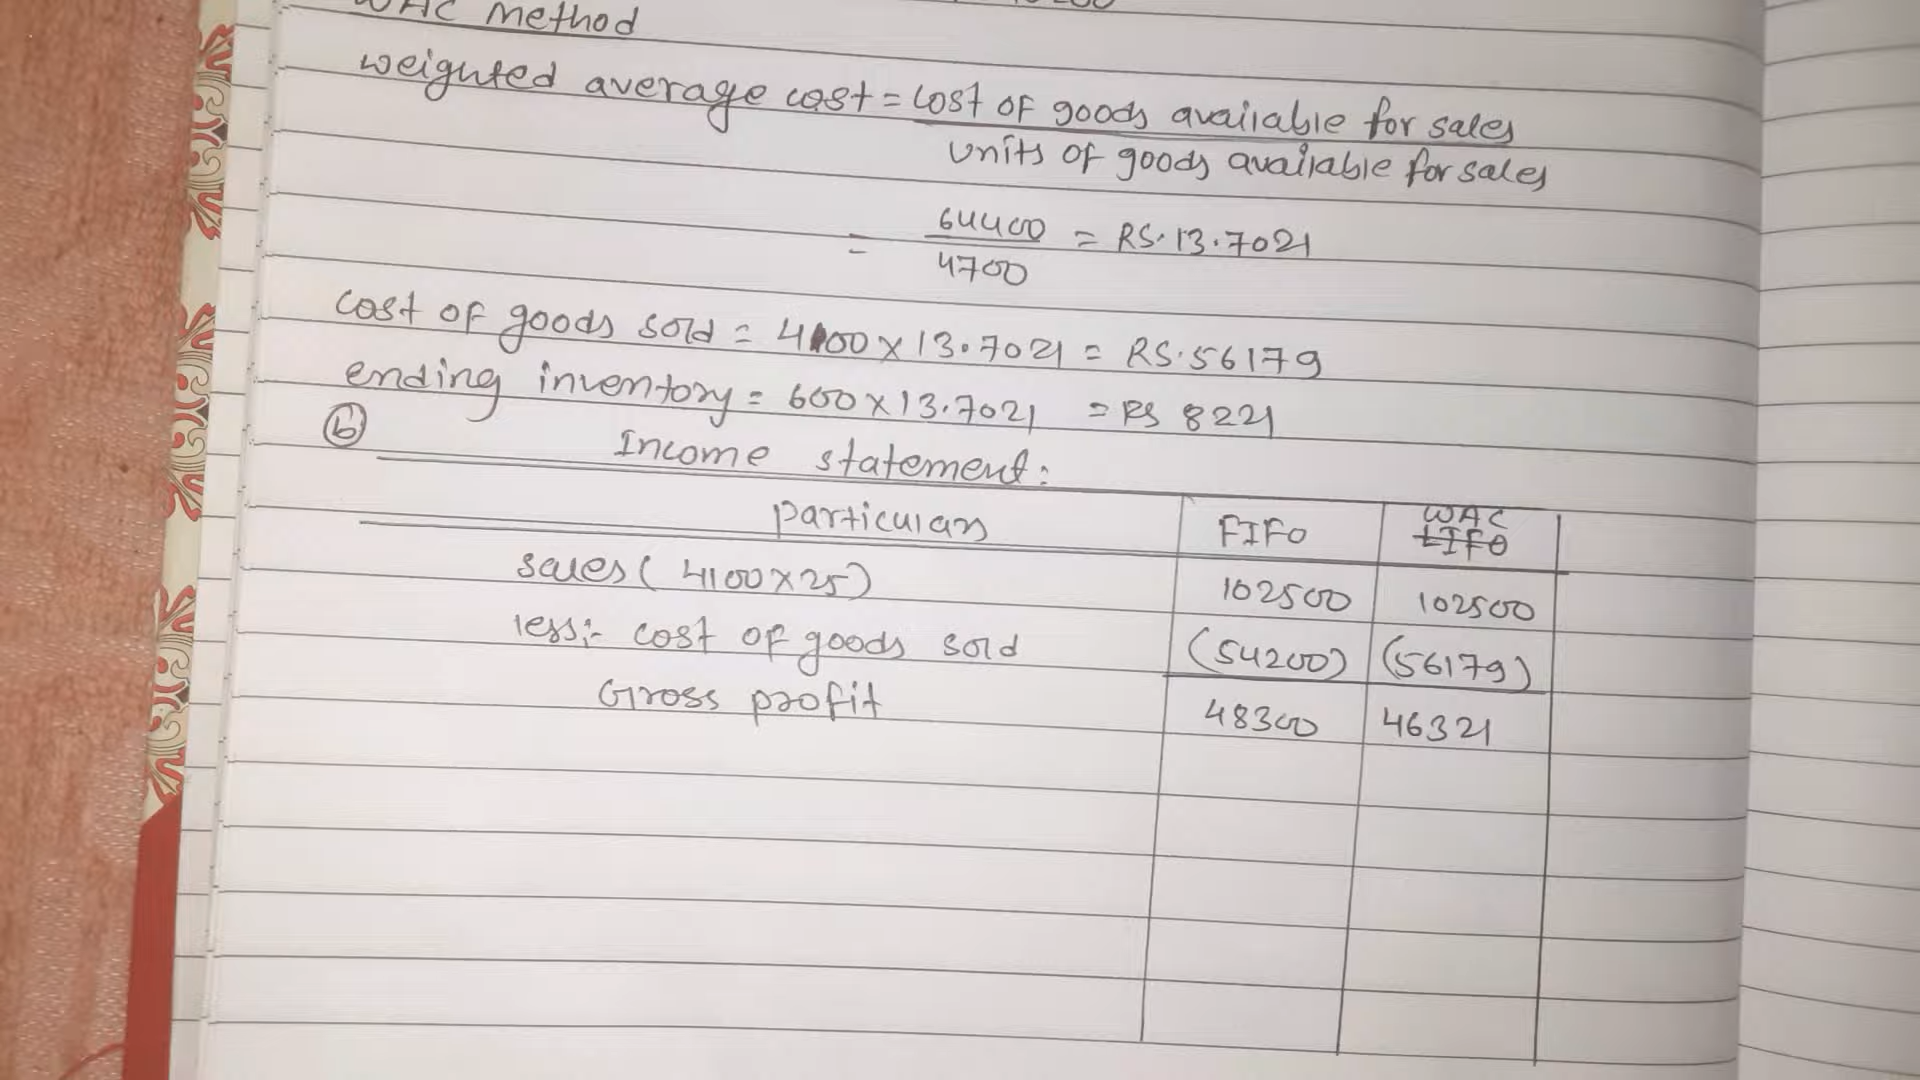 WAC Method
weighted average cost = cost of goods available for sales
units of goods available for sales
= 64400 = RS. 13.7021
4700
cost of goods sold = 4100 x 13.7021 = RS. 56179
ending inventory = 600 x 13.7021 = RS 8221
(b) Income statement:
particulars FIFO WAC
LIFO
sales ( 4100 x 25 ) 102500 102500
less:- cost of goods sold (54200) (56179)
Gross profit 48300 46321